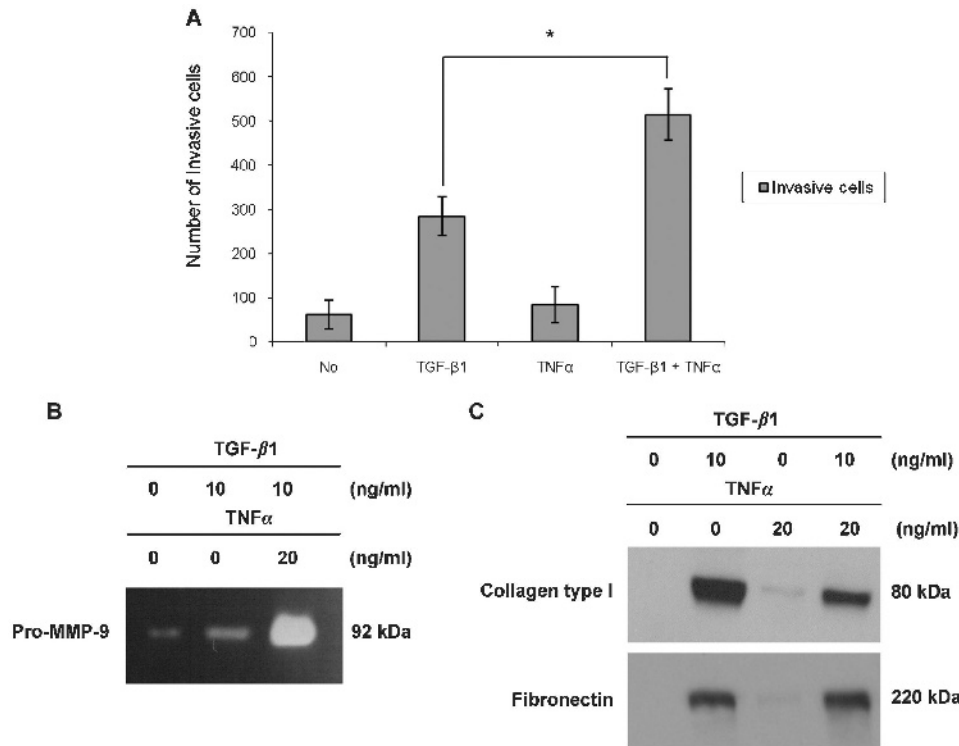 A
700
600
500
400
300
200
100
0
Number of Invasive cells
*
No TGF-β1 TNFα TGF-β1 + TNFα
Invasive cells
B
TGF-β1
0 10 10 (ng/ml)
TNFα
0 0 20 (ng/ml)
Pro-MMP-9 92 kDa
C
TGF-β1
0 10 0 10 (ng/ml)
TNFα
0 0 20 20 (ng/ml)
Collagen type I 80 kDa
Fibronectin 220 kDa